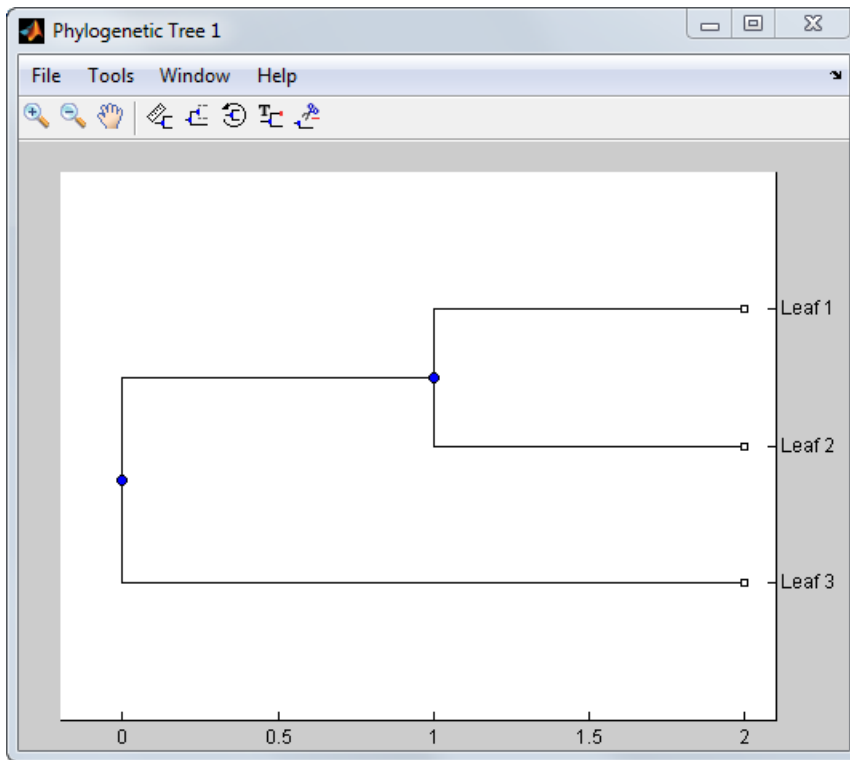 Phylogenetic Tree 1
File Tools Window Help
Leaf 1
Leaf 2
Leaf 3
0 0.5 1 1.5 2